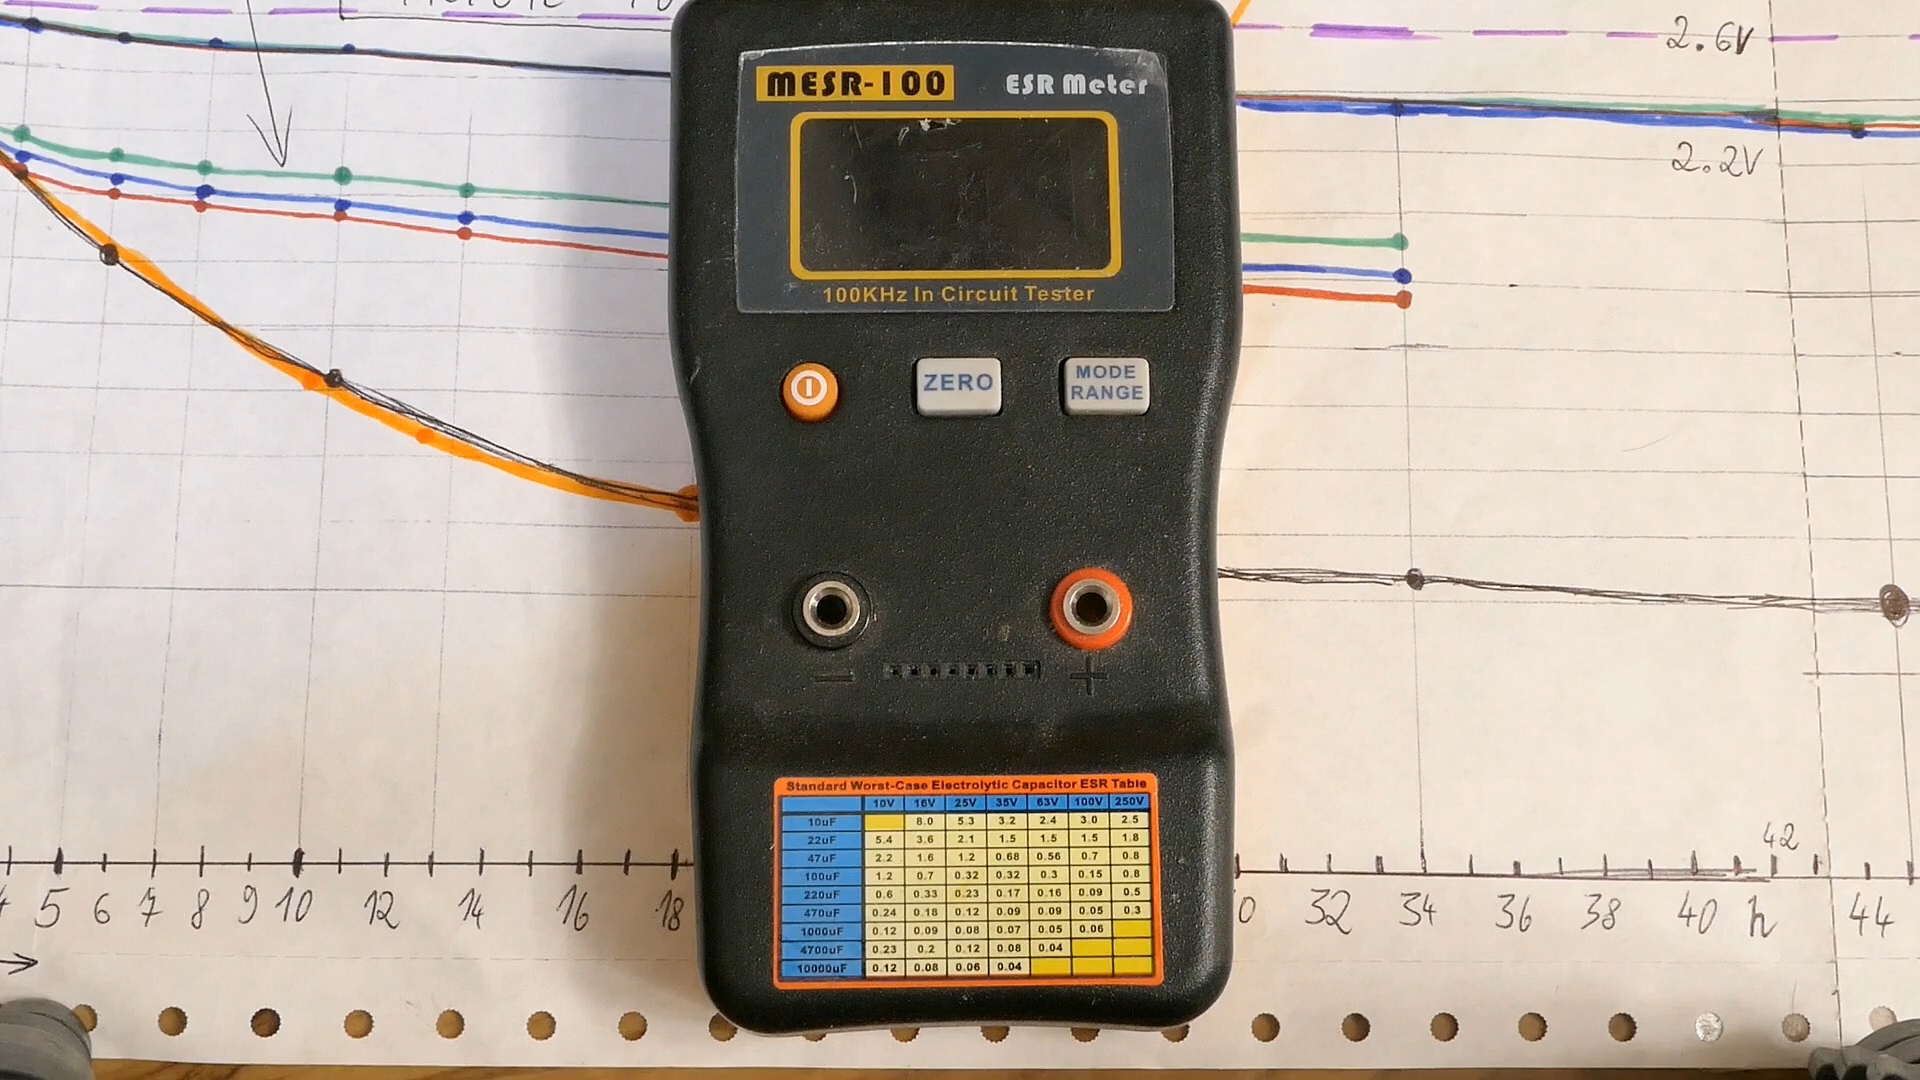 2.6V
MESR-100 ESR Meter
2.2V
100KHz In Circuit Tester
ZERO
MODE
RANGE
− +
Standard Worst-Case Electrolytic Capacitor ESR Table
10V 16V 25V 35V 63V 100V 250V
10uF 8.0 5.3 3.2 2.4 3.0 2.5
22uF 5.4 3.6 2.1 1.5 1.5 1.5 1.8
47uF 2.2 1.6 1.2 0.68 0.56 0.7 0.8
100uF 1.2 0.7 0.32 0.32 0.3 0.15 0.8
220uF 0.6 0.33 0.23 0.17 0.16 0.09 0.5
470uF 0.24 0.18 0.12 0.09 0.09 0.05 0.3
1000uF 0.12 0.09 0.08 0.07 0.05 0.06
4700uF 0.23 0.2 0.12 0.08 0.04
10000uF 0.12 0.08 0.06 0.04
42
4 5 6 7 8 9 10 12 14 16 18 0 32 34 36 38 40 h 44